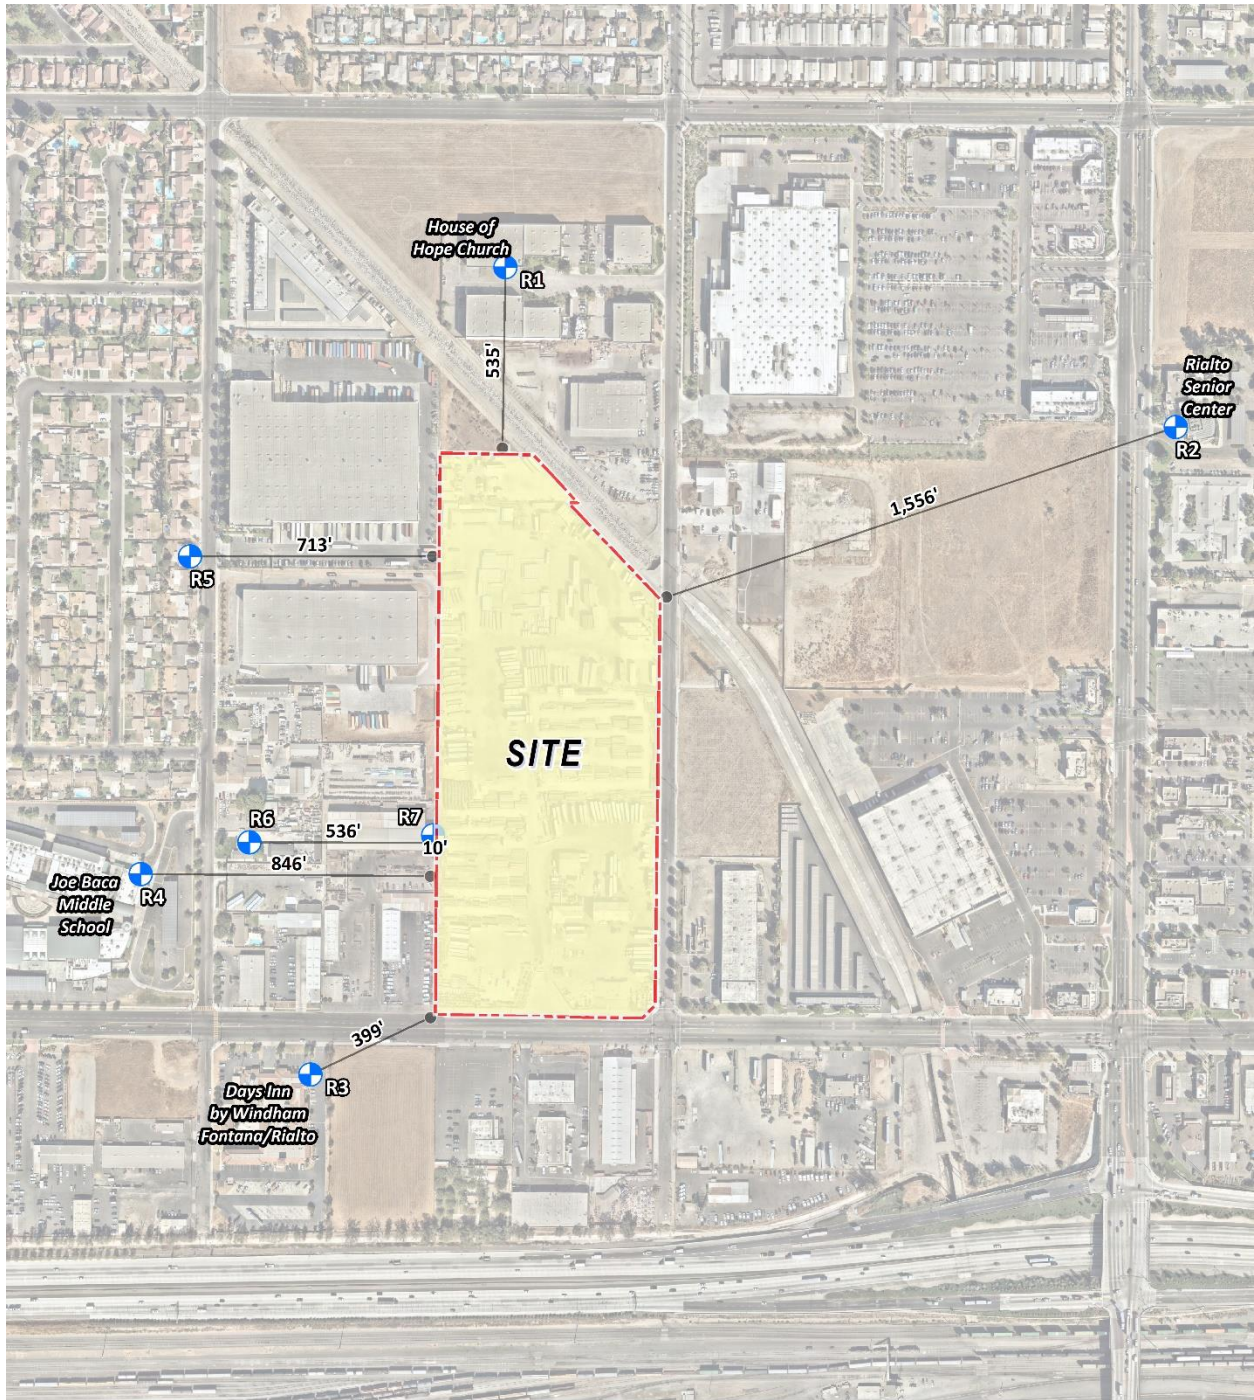 House of
Hope Church
R1
535'
Rialto
Senior
Center
R2
1,556'
713'
R5
SITE
R6
R7
536'
10'
846'
R4
Joe Baca
Middle
School
399'
R3
Days Inn
by Windham
Fontana/Rialto